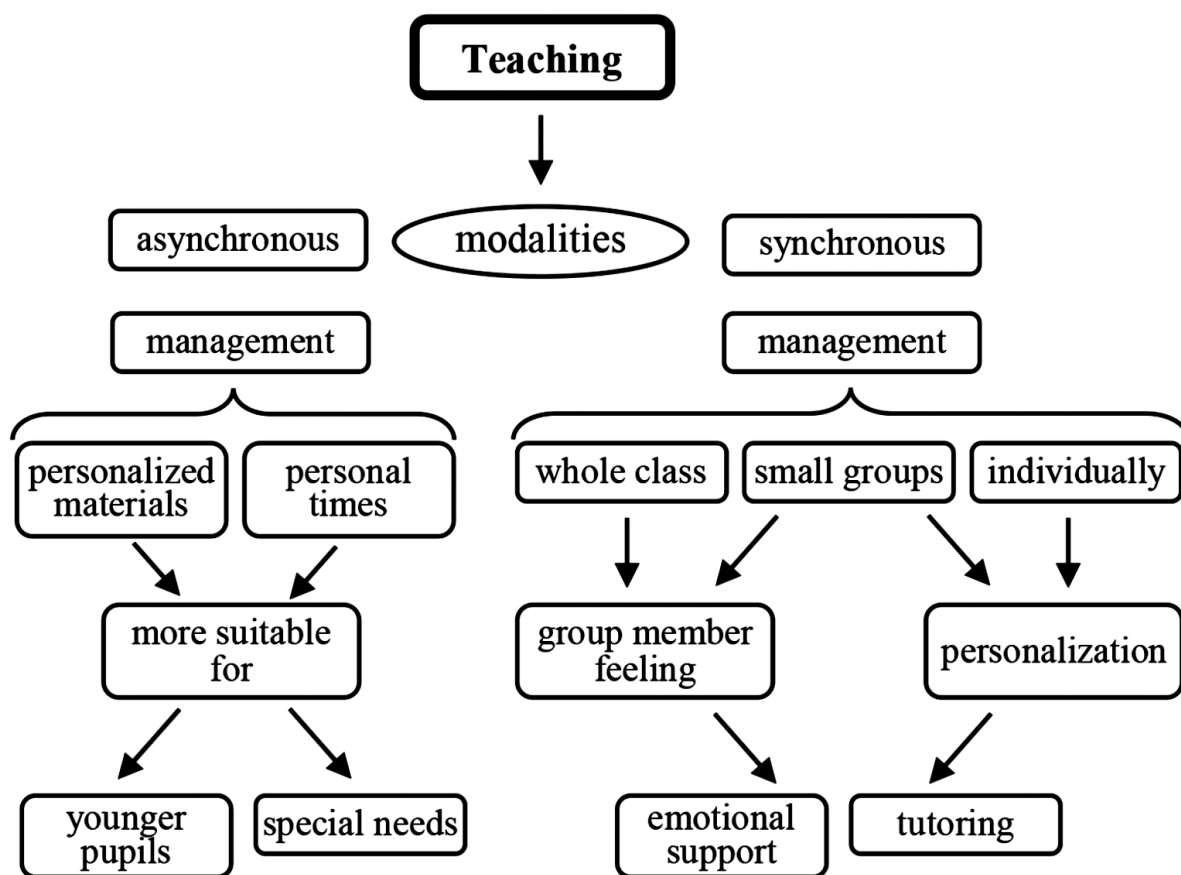 Teaching
asynchronous
modalities
synchronous
management
management
personalized
materials
personal
times
whole class
small groups
individually
more suitable
for
group member
feeling
personalization
younger
pupils
special needs
emotional
support
tutoring